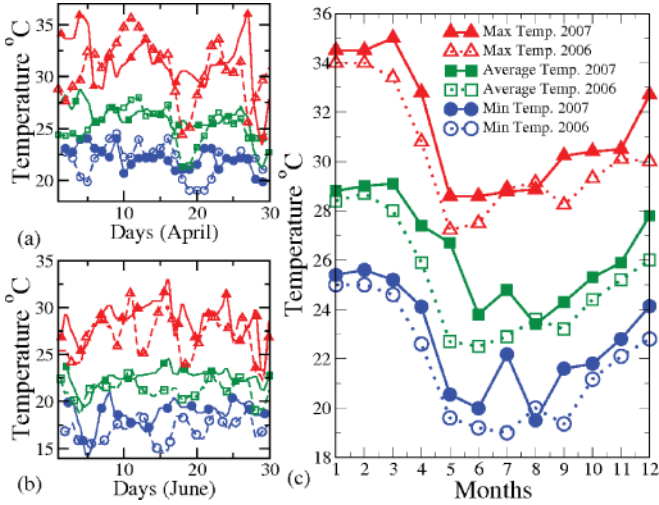 Temperature °C
35
30
25
20
10
20
30
(a)
Days (April)
Temperature °C
35
30
25
20
15
10
20
30
(b)
Days (June)
Temperature °C
36
34
32
30
28
26
24
22
20
18
Max Temp. 2007
Max Temp. 2006
Average Temp. 2007
Average Temp. 2006
Min Temp. 2007
Min Temp. 2006
1 2 3 4 5 6 7 8 9 10 11 12
(c)
Months